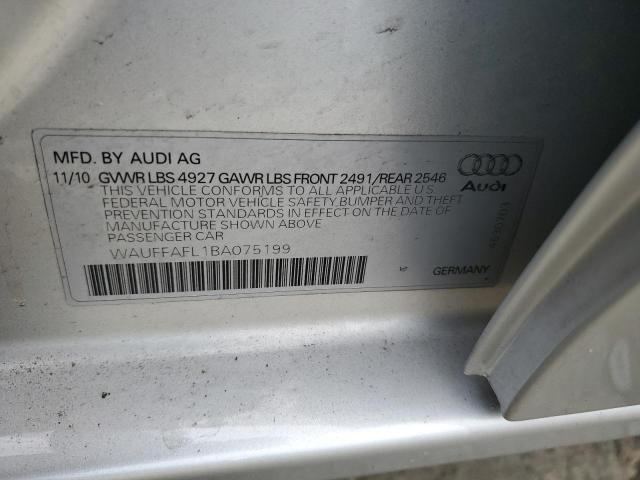 MFD. BY AUDI AG
11/10 GVWR LBS 4927 GAWR LBS FRONT 2491/REAR 2546
THIS VEHICLE CONFORMS TO ALL APPLICABLE U.S.
FEDERAL MOTOR VEHICLE SAFETY,BUMPER AND THEFT
PREVENTION STANDARDS IN EFFECT ON THE DATE OF
MANUFACTURE SHOWN ABOVE
PASSENGER CAR
WAUFFAFL1BA075199
Audi
GERMANY